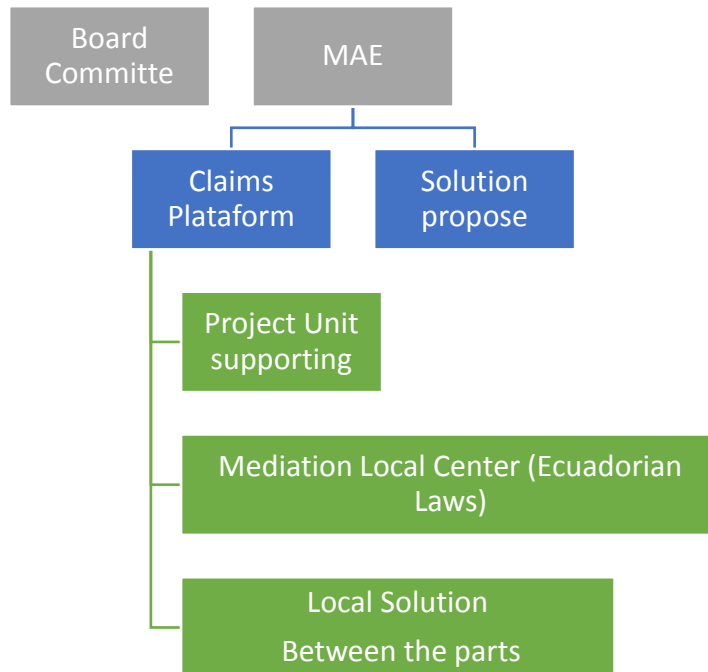 Board
Committe
MAE
Claims
Plataform
Solution
propose
Project Unit
supporting
Mediation Local Center (Ecuadorian
Laws)
Local Solution
Between the parts